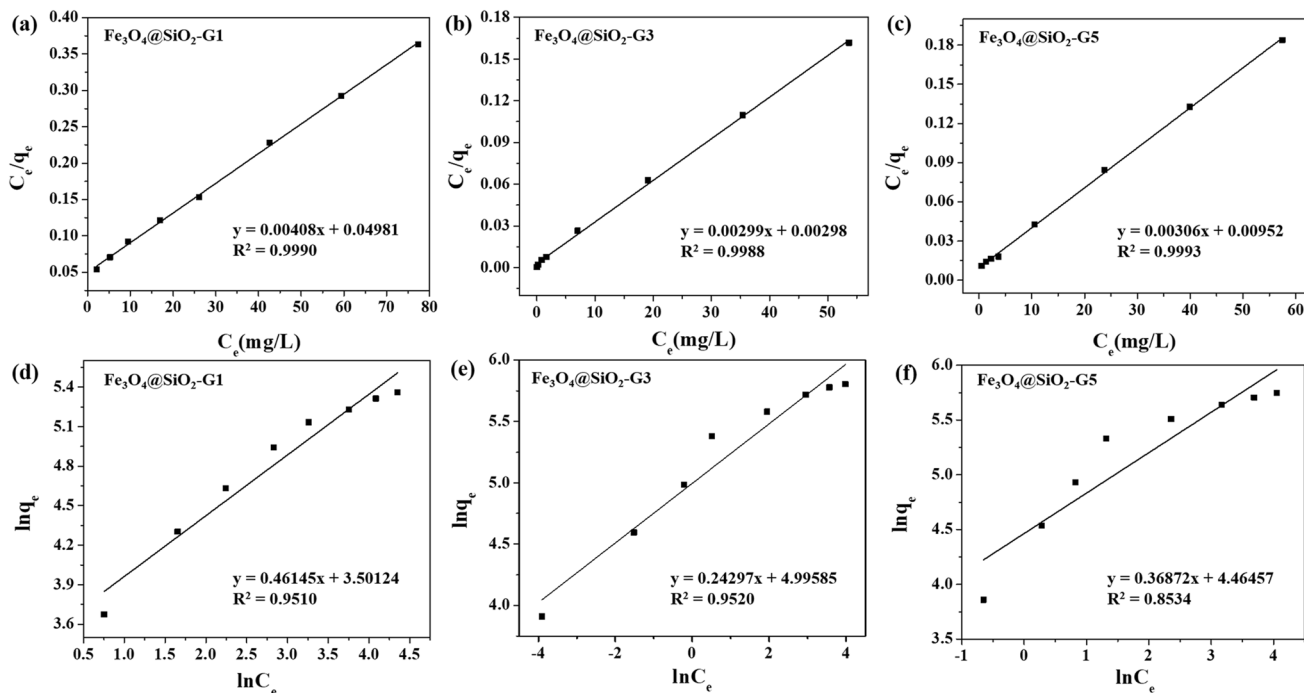 (a)
Fe₃O₄@SiO₂-G1
0.40
0.35
0.30
0.25
0.20
0.15
0.10
0.05
Cₑ/qₑ
y = 0.00408x + 0.04981
R² = 0.9990
0 10 20 30 40 50 60 70 80
Cₑ(mg/L)
(b)
Fe₃O₄@SiO₂-G3
0.18
0.15
0.12
0.09
0.06
0.03
0.00
Cₑ/qₑ
y = 0.00299x + 0.00298
R² = 0.9988
0 10 20 30 40 50
Cₑ(mg/L)
(c)
Fe₃O₄@SiO₂-G5
0.18
0.15
0.12
0.09
0.06
0.03
0.00
Cₑ/qₑ
y = 0.00306x + 0.00952
R² = 0.9993
0 10 20 30 40 50 60
Cₑ(mg/L)
(d)
Fe₃O₄@SiO₂-G1
5.4
5.1
4.8
4.5
4.2
3.9
3.6
lnqₑ
y = 0.46145x + 3.50124
R² = 0.9510
0.5 1.0 1.5 2.0 2.5 3.0 3.5 4.0 4.5
lnCₑ
(e)
Fe₃O₄@SiO₂-G3
6.0
5.5
5.0
4.5
4.0
lnqₑ
y = 0.24297x + 4.99585
R² = 0.9520
-4 -2 0 2 4
lnCₑ
(f)
Fe₃O₄@SiO₂-G5
6.0
5.5
5.0
4.5
4.0
3.5
lnqₑ
y = 0.36872x + 4.46457
R² = 0.8534
-1 0 1 2 3 4
lnCₑ